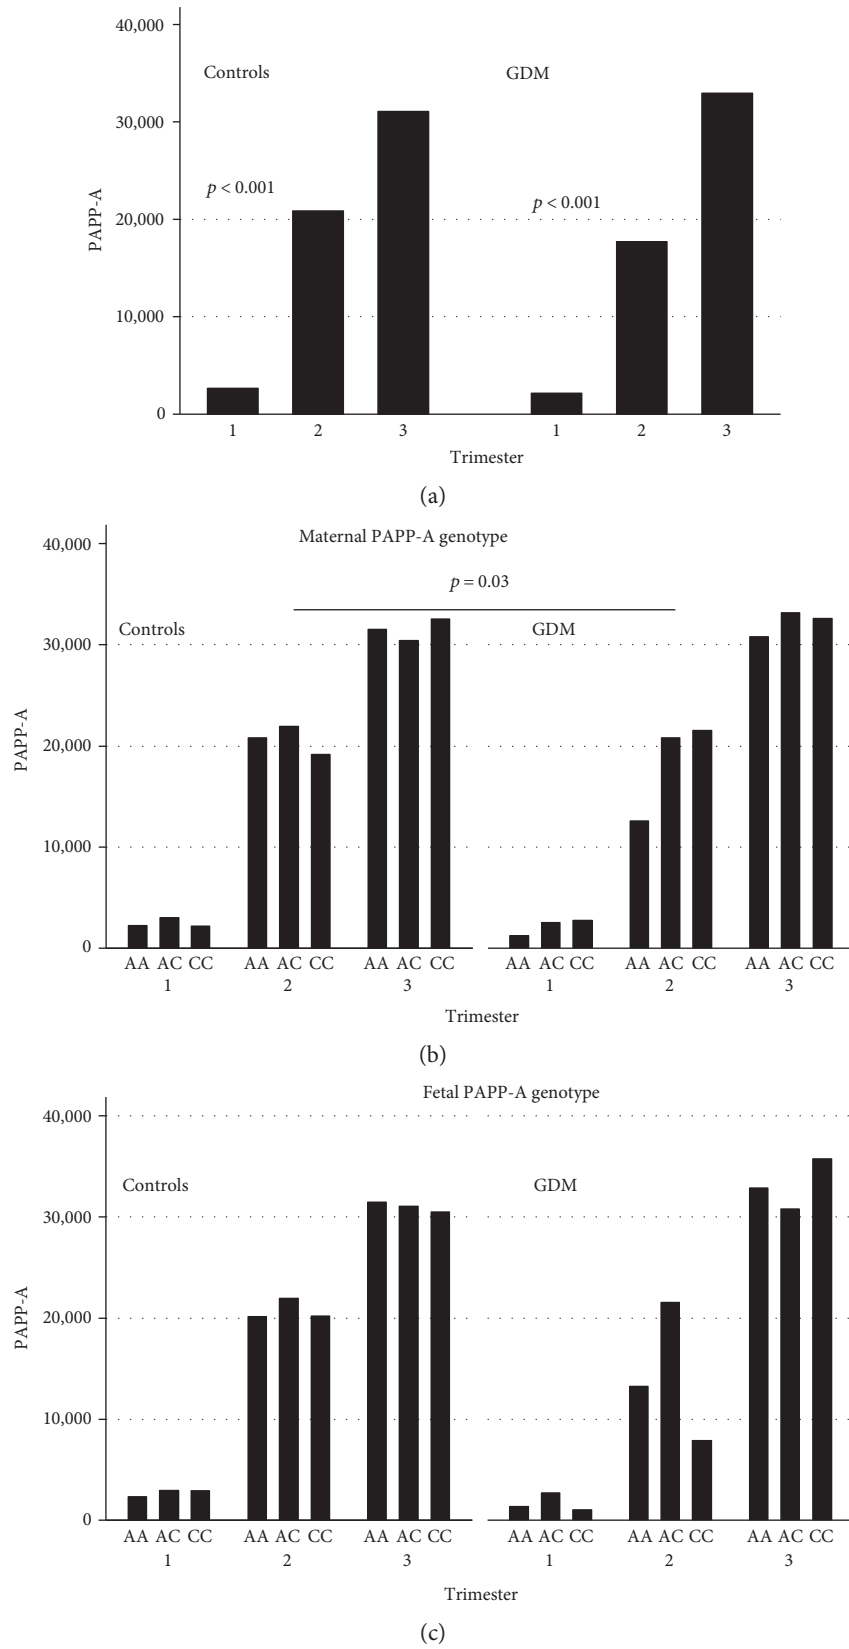 40,000
Controls
GDM
30,000
p < 0.001
p < 0.001
20,000
PAPP-A
10,000
0
1 2 3 1 2 3
Trimester
(a)
Maternal PAPP-A genotype
40,000
p = 0.03
Controls
GDM
30,000
20,000
PAPP-A
10,000
0
AA AC CC AA AC CC AA AC CC AA AC CC AA AC CC AA AC CC
1 2 3 1 2 3
Trimester
(b)
Fetal PAPP-A genotype
40,000
Controls
GDM
30,000
20,000
PAPP-A
10,000
0
AA AC CC AA AC CC AA AC CC AA AC CC AA AC CC AA AC CC
1 2 3 1 2 3
Trimester
(c)